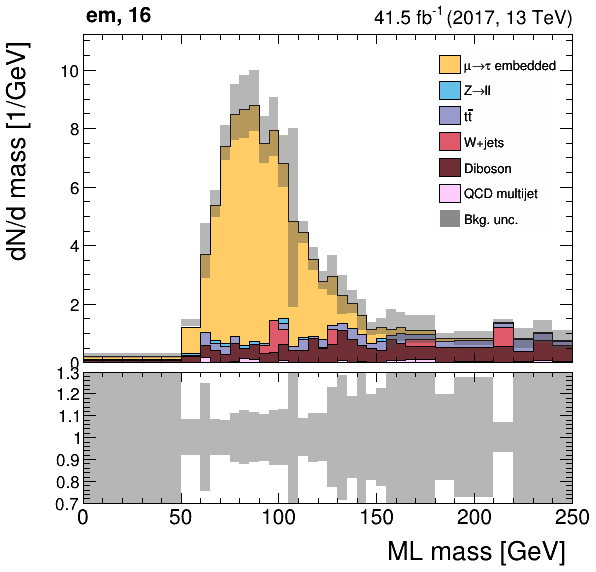 em, 16
41.5 fb⁻¹ (2017, 13 TeV)
dN/d mass [1/GeV]
10
8
6
4
2
0
μ→τ embedded
Z→ll
tt̄
W+jets
Diboson
QCD multijet
Bkg. unc.
1.3
1.2
1.1
1
0.9
0.8
0.7
0 50 100 150 200 250
ML mass [GeV]